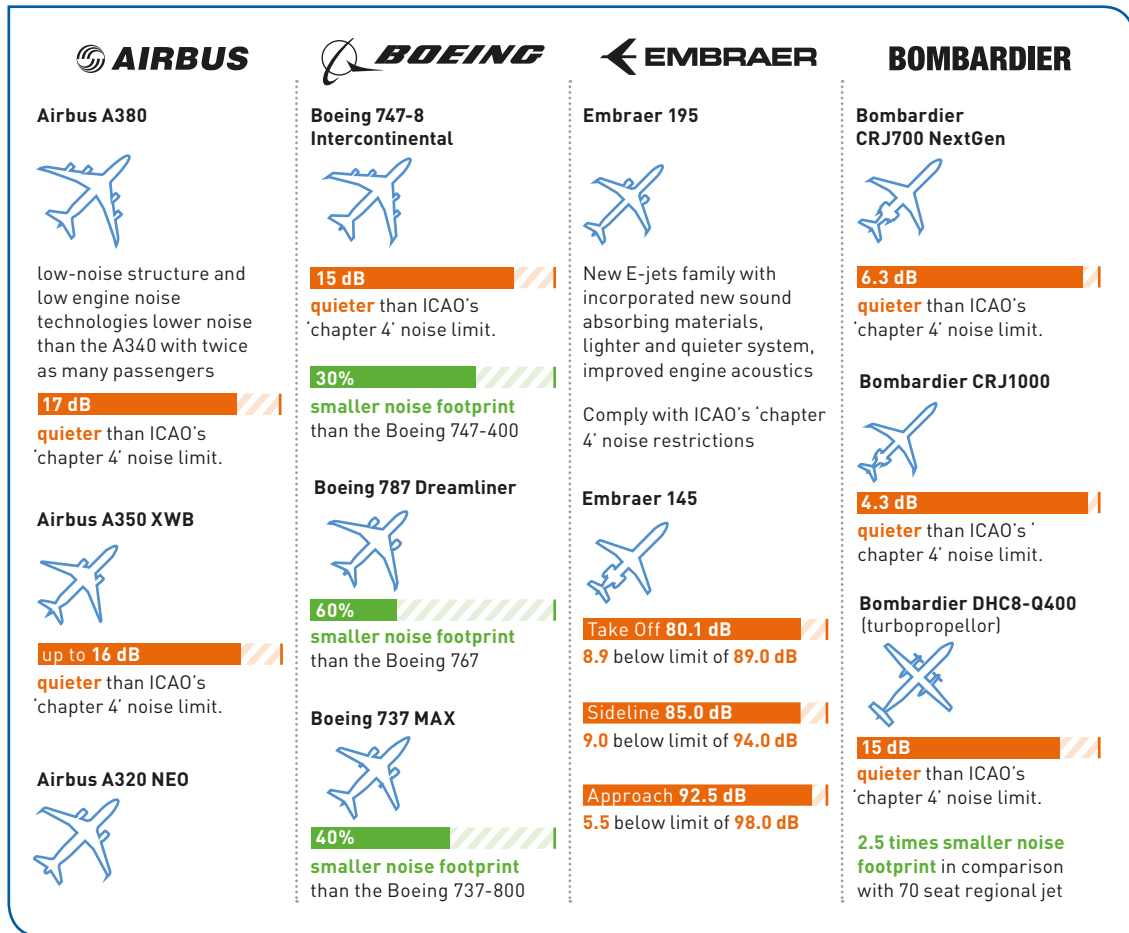 AIRBUS
Airbus A380
low-noise structure and
low engine noise
technologies lower noise
than the A340 with twice
as many passengers
17 dB
quieter than ICAO's
'chapter 4' noise limit.
Airbus A350 XWB
up to 16 dB
quieter than ICAO's
'chapter 4' noise limit.
Airbus A320 NEO
BOEING
Boeing 747-8
Intercontinental
15 dB
quieter than ICAO's
'chapter 4' noise limit.
30%
smaller noise footprint
than the Boeing 747-400
Boeing 787 Dreamliner
60%
smaller noise footprint
than the Boeing 767
Boeing 737 MAX
40%
smaller noise footprint
than the Boeing 737-800
EMBRAER
Embraer 195
New E-jets family with
incorporated new sound
absorbing materials,
lighter and quieter system,
improved engine acoustics
Comply with ICAO's 'chapter
4' noise restrictions
Embraer 145
Take Off 80.1 dB
8.9 below limit of 89.0 dB
Sideline 85.0 dB
9.0 below limit of 94.0 dB
Approach 92.5 dB
5.5 below limit of 98.0 dB
BOMBARDIER
Bombardier
CRJ700 NextGen
6.3 dB
quieter than ICAO's
'chapter 4' noise limit.
Bombardier CRJ1000
4.3 dB
quieter than ICAO's '
chapter 4' noise limit.
Bombardier DHC8-Q400
(turbopropellor)
15 dB
quieter than ICAO's
'chapter 4' noise limit.
2.5 times smaller noise
footprint in comparison
with 70 seat regional jet